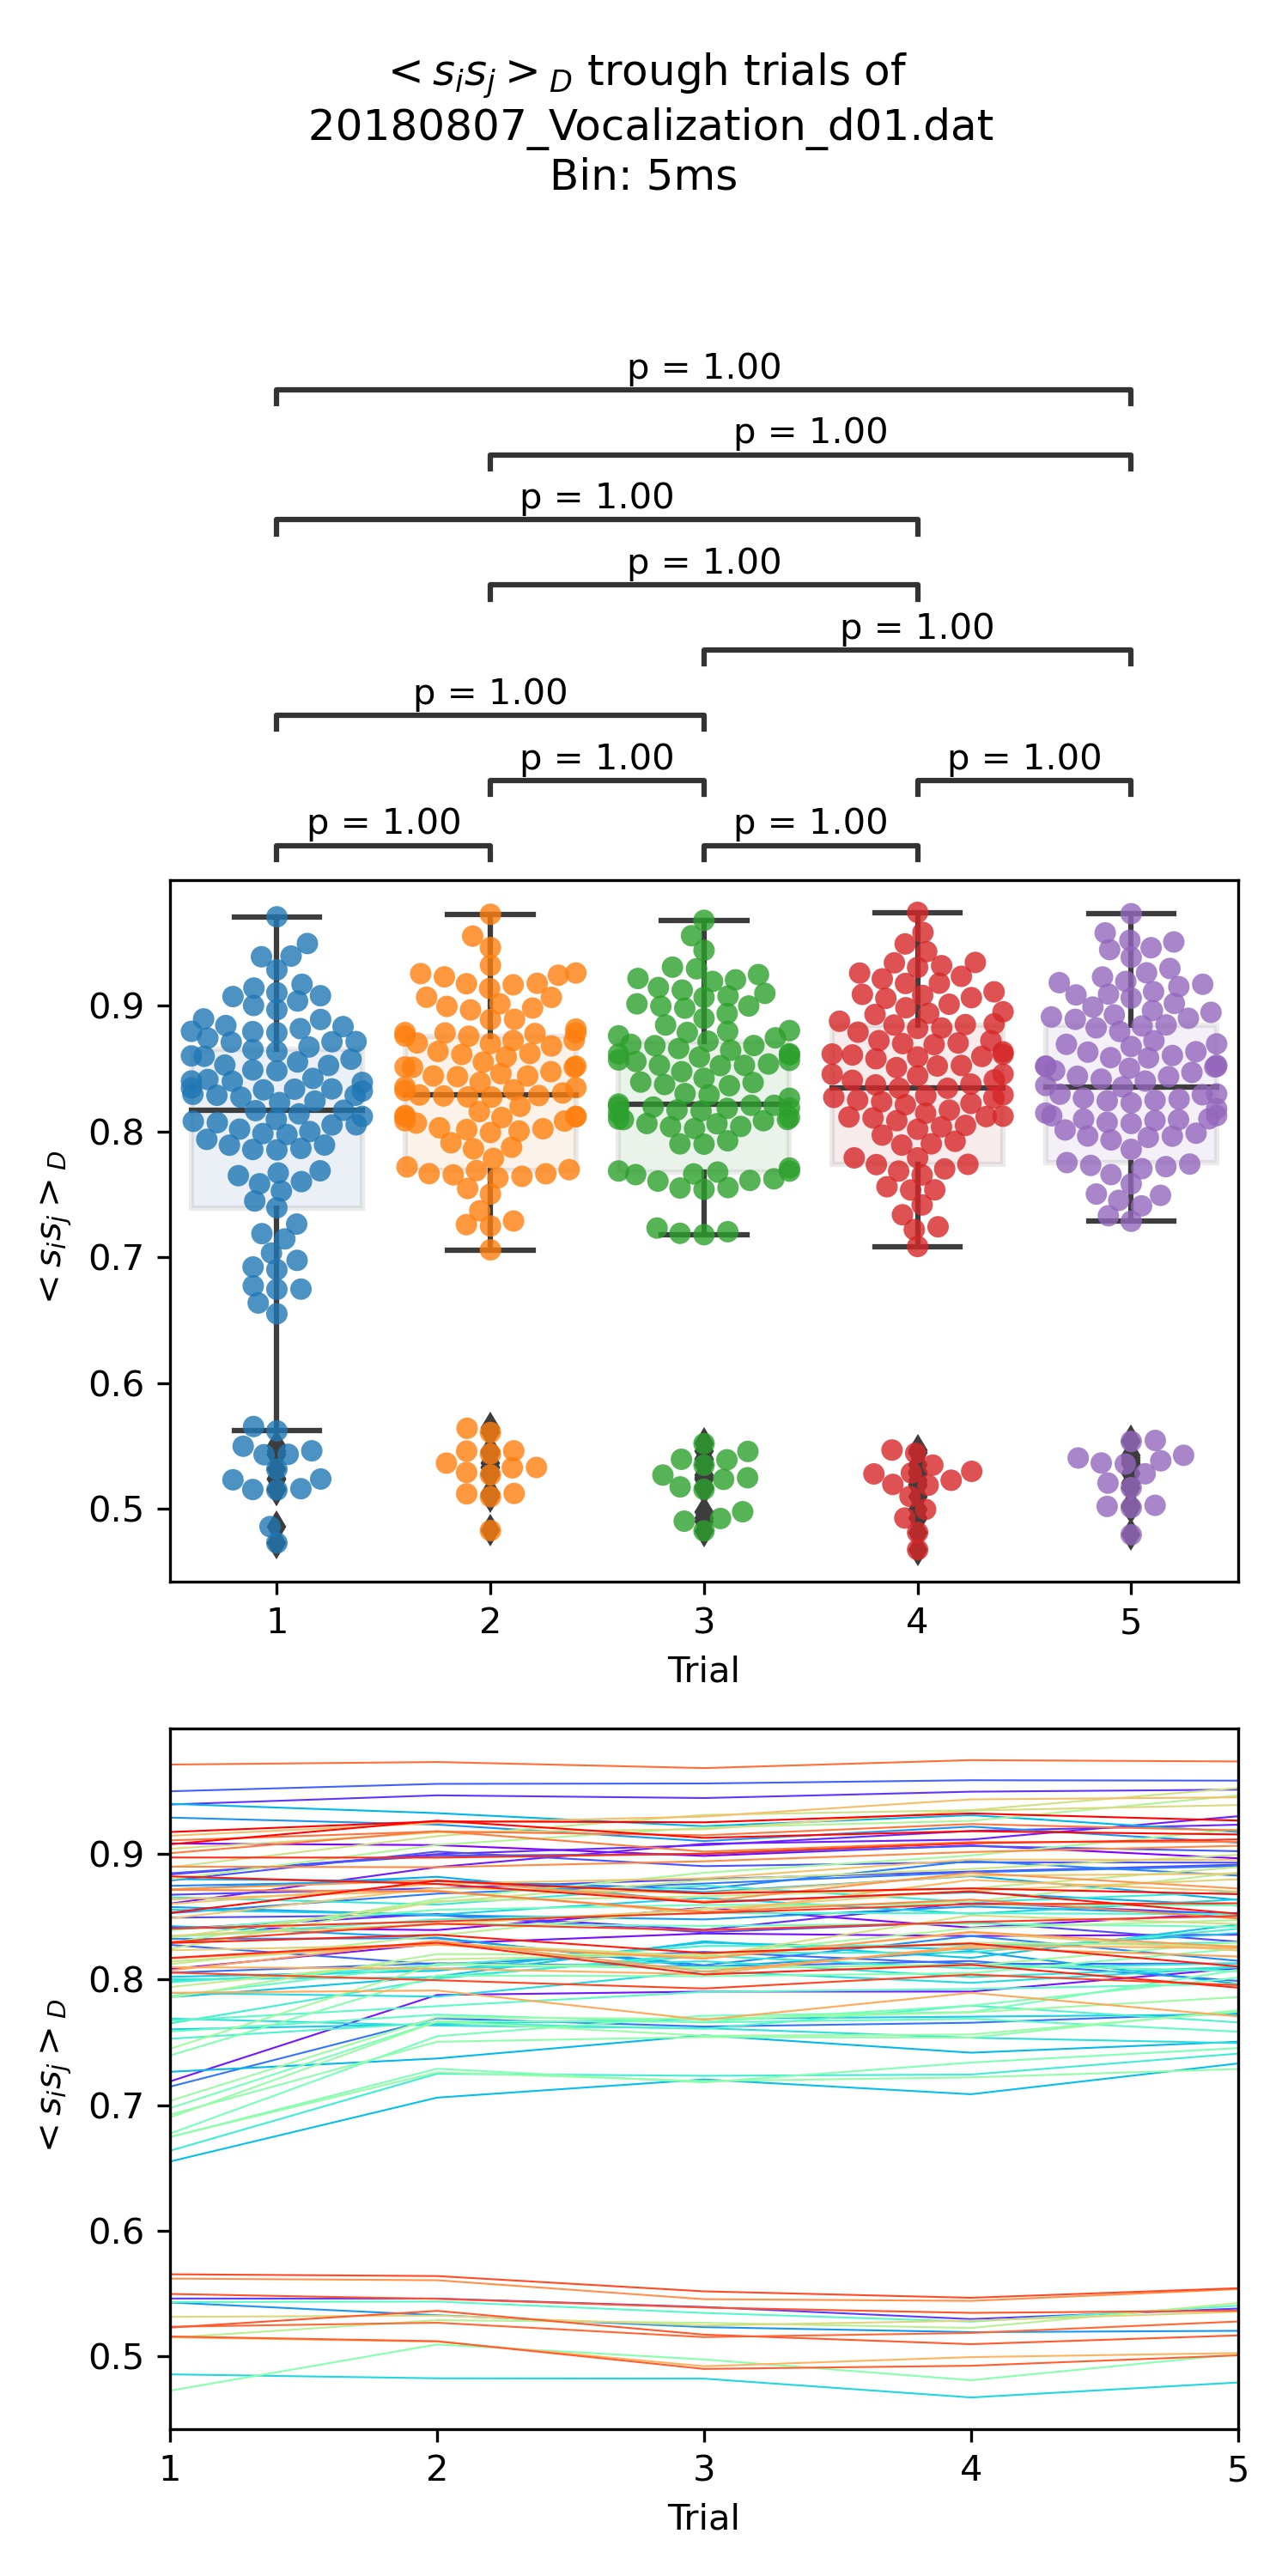 < s_i s_j >_D trough trials of
20180807_Vocalization_d01.dat
Bin: 5ms
p = 1.00
p = 1.00
p = 1.00
p = 1.00
p = 1.00
p = 1.00
p = 1.00 p = 1.00
p = 1.00 p = 1.00
< s_i s_j >_D
0.9
0.8
0.7
0.6
0.5
1 2 3 4 5
Trial
< s_i s_j >_D
0.9
0.8
0.7
0.6
0.5
1 2 3 4 5
Trial